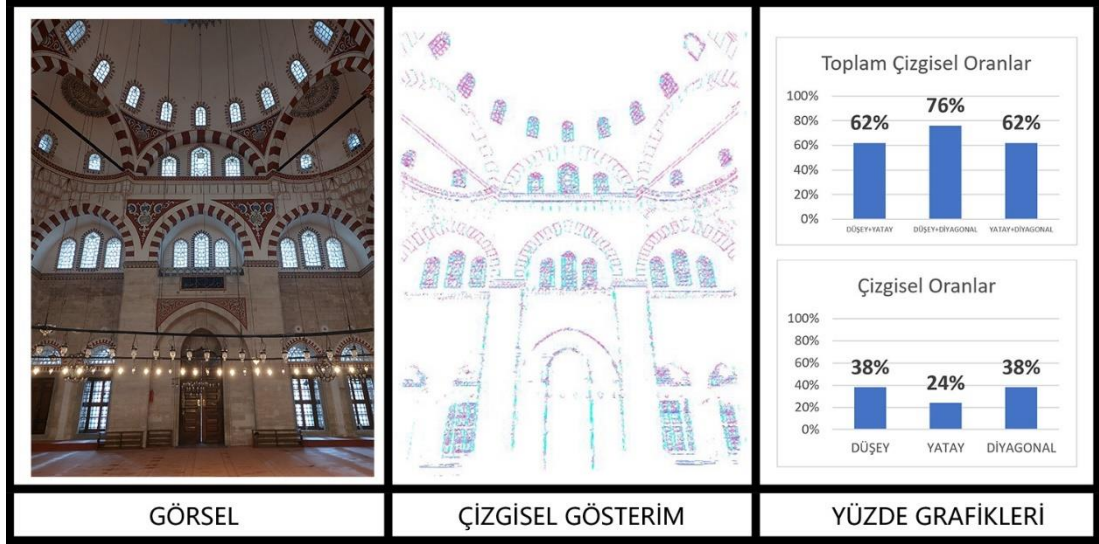 Toplam Çizgisel Oranlar
100%
80%
60%
40%
20%
0%
62%
76%
62%
DÜŞEY+YATAY
DÜŞEY+DİYAGONAL
YATAY+DİYAGONAL
Çizgisel Oranlar
100%
80%
60%
40%
20%
0%
38%
24%
38%
DÜŞEY
YATAY
DİYAGONAL
GÖRSEL
ÇİZGİSEL GÖSTERİM
YÜZDE GRAFİKLERİ